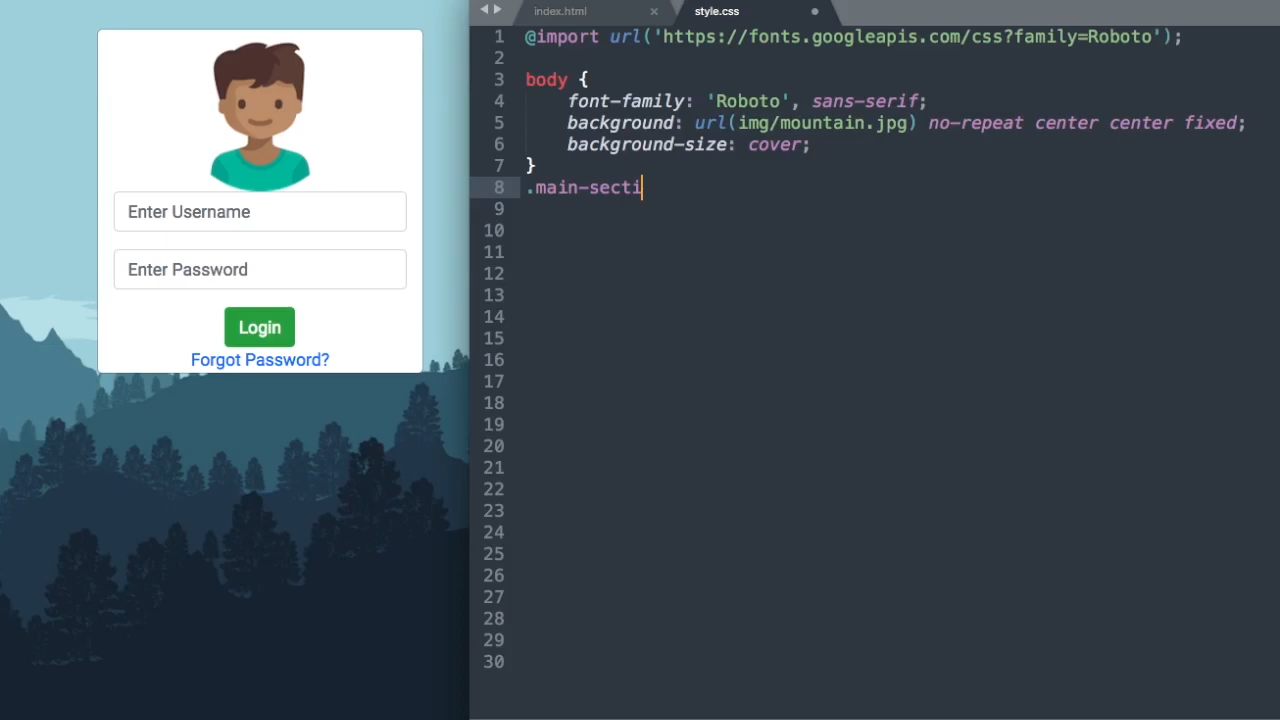 Enter Username
Enter Password
Login
Forgot Password?
index.html × style.css
1 @import url('https://fonts.googleapis.com/css?family=Roboto');
2
3 body {
4 font-family: 'Roboto', sans-serif;
5 background: url(img/mountain.jpg) no-repeat center center fixed;
6 background-size: cover;
7 }
8 .main-secti
9
10
11
12
13
14
15
16
17
18
19
20
21
22
23
24
25
26
27
28
29
30